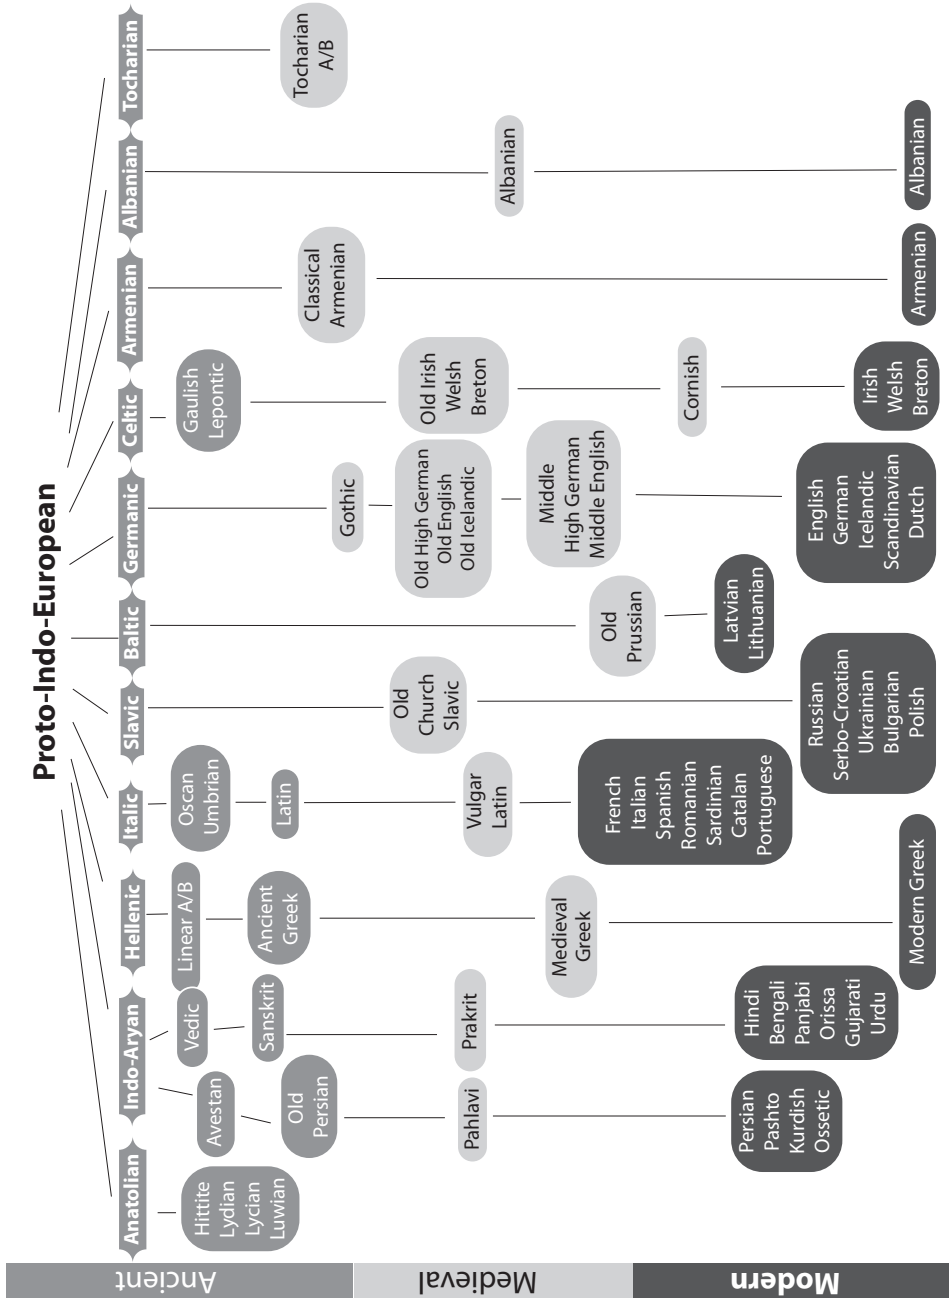 Proto-Indo-European
Anatolian
Indo-Aryan
Hellenic
Italic
Slavic
Baltic
Germanic
Celtic
Armenian
Albanian
Tocharian
Ancient
Hittite
Lydian
Lycian
Luwian
Avestan
Old
Persian
Vedic
Sanskrit
Linear A/B
Ancient
Greek
Oscan
Umbrian
Latin
Gaulish
Lepontic
Medieval
Pahlavi
Prakrit
Medieval
Greek
Vulgar
Latin
Old
Church
Slavic
Old
Prussian
Gothic
Old High German
Old English
Old Icelandic
Middle
High German
Middle English
Old Irish
Welsh
Breton
Cornish
Classical
Armenian
Albanian
Tocharian
A/B
Modern
Persian
Pashto
Kurdish
Ossetic
Hindi
Bengali
Panjabi
Orissa
Gujarati
Urdu
Modern Greek
French
Italian
Spanish
Romanian
Sardinian
Catalan
Portuguese
Russian
Serbo-Croatian
Ukrainian
Bulgarian
Polish
Latvian
Lithuanian
English
German
Icelandic
Scandinavian
Dutch
Irish
Welsh
Breton
Armenian
Albanian